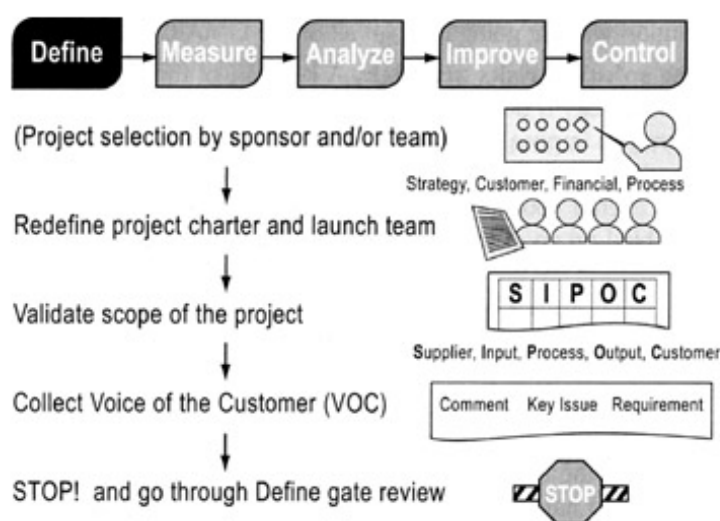 Define Measure Analyze Improve Control
(Project selection by sponsor and/or team)
Strategy, Customer, Financial, Process
Redefine project charter and launch team
S I P O C
Validate scope of the project
Supplier, Input, Process, Output, Customer
Collect Voice of the Customer (VOC)
Comment Key Issue Requirement
STOP! and go through Define gate review
STOP